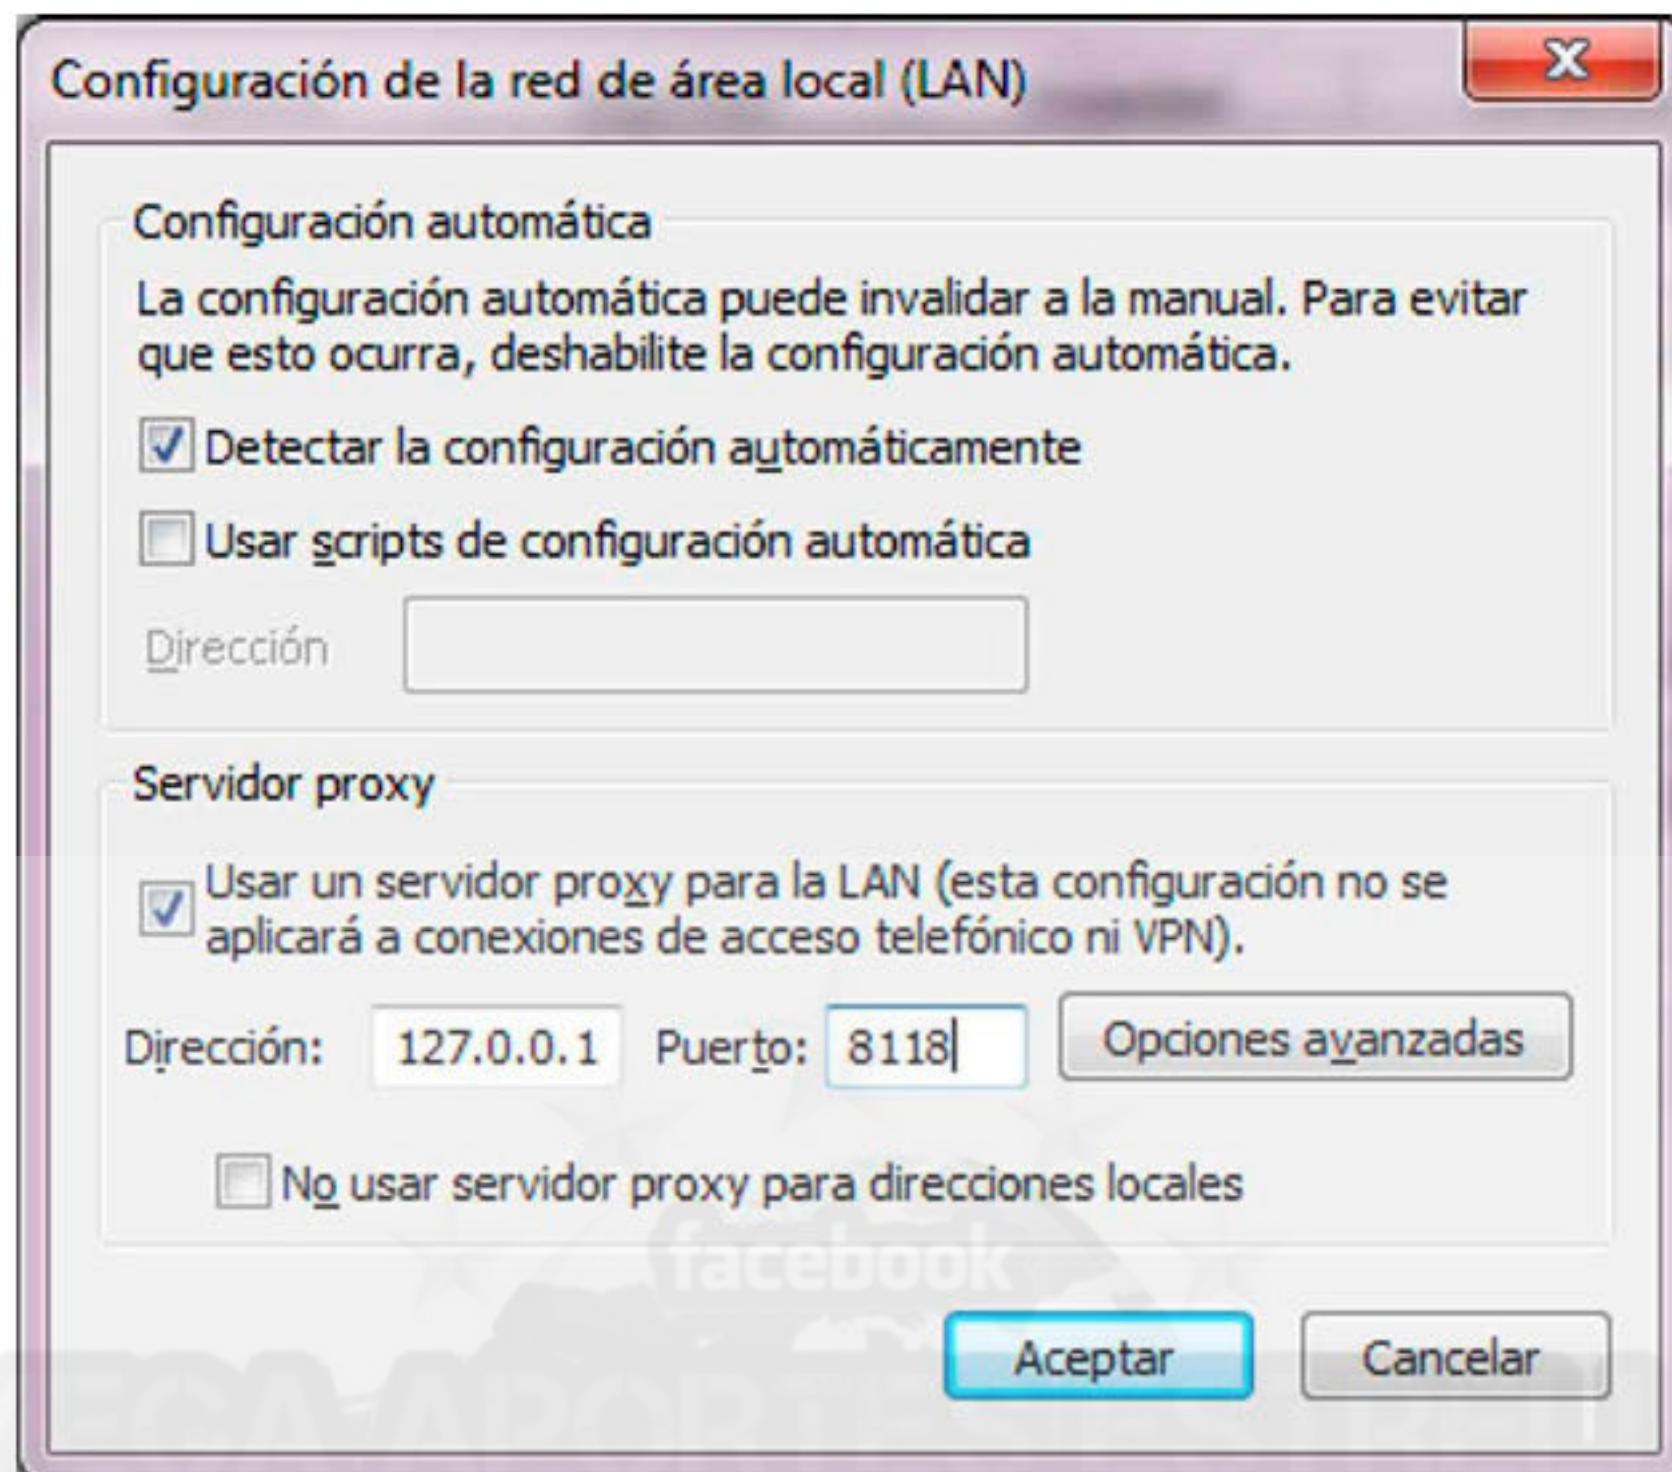 Configuración de la red de área local (LAN)
Configuración automática
La configuración automática puede invalidar a la manual. Para evitar
que esto ocurra, deshabilite la configuración automática.
Detectar la configuración automáticamente
Usar scripts de configuración automática
Dirección
Servidor proxy
Usar un servidor proxy para la LAN (esta configuración no se
aplicará a conexiones de acceso telefónico ni VPN).
Dirección: 127.0.0.1 Puerto: 8118 Opciones avanzadas
No usar servidor proxy para direcciones locales
facebook
Aceptar Cancelar